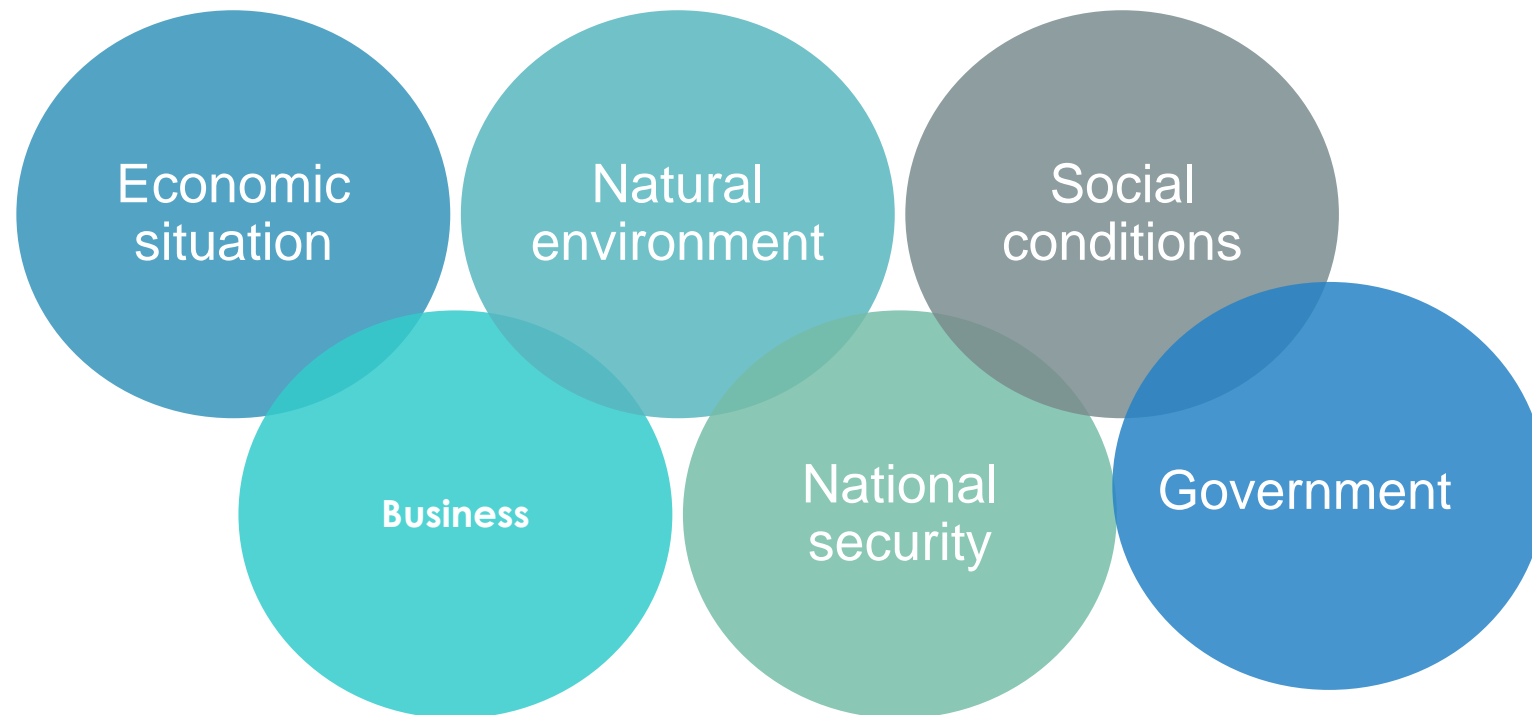 Economic
situation
Natural
environment
Social
conditions
Business
National
security
Government